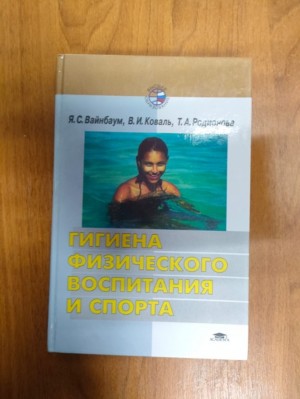 Я. С. Вайнбаум, В. И. Коваль, Т. А. Родионова
ГИГИЕНА
ФИЗИЧЕСКОГО
ВОСПИТАНИЯ
И СПОРТА